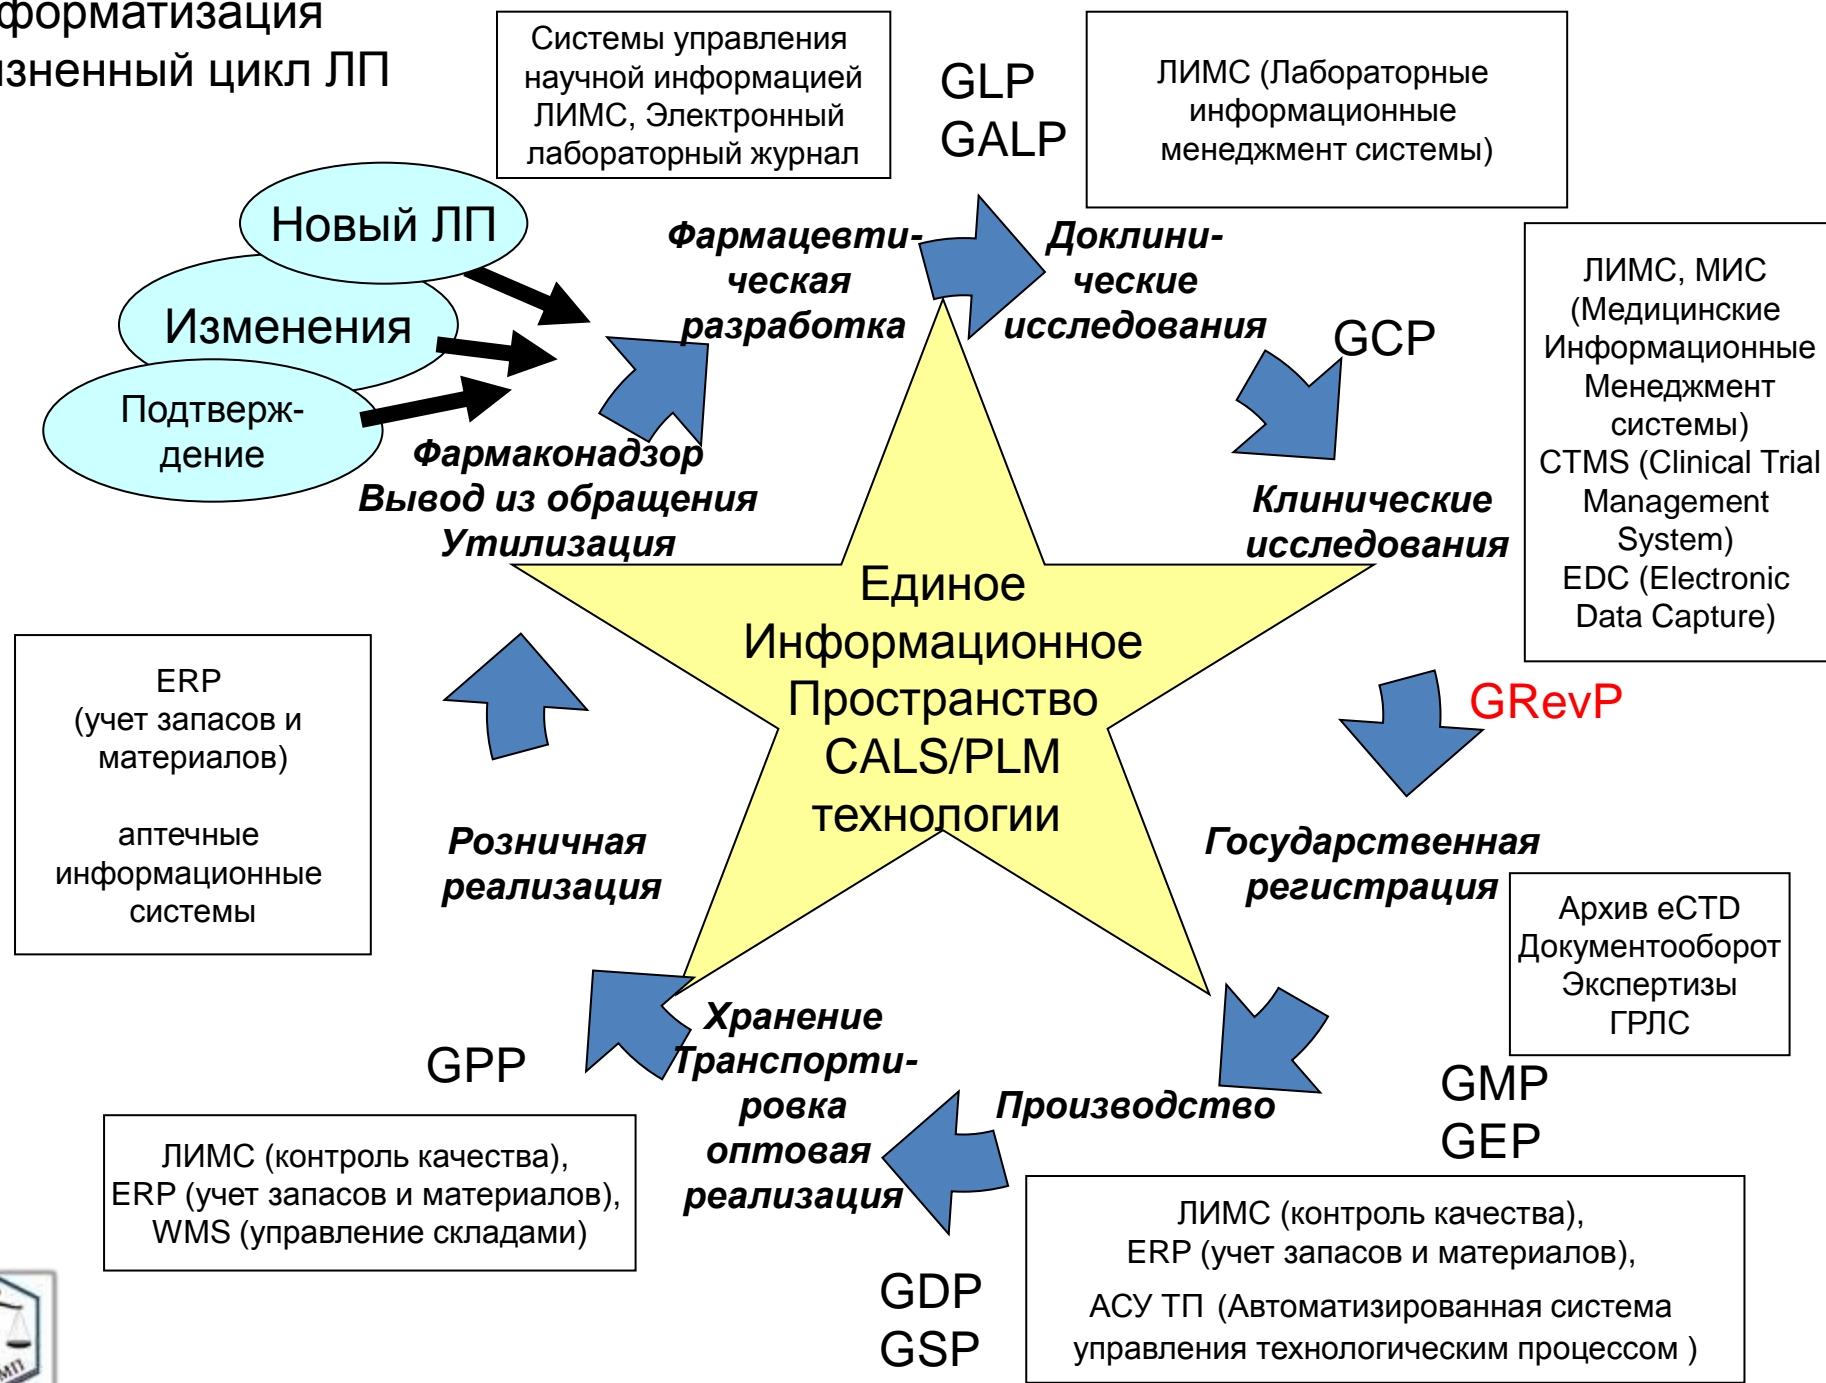 форматизация
зненный цикл ЛП
Системы управления
научной информацией
ЛИМС, Электронный
лабораторный журнал
GLP
GALP
ЛИМС (Лабораторные
информационные
менеджмент системы)
Новый ЛП
Изменения
Подтверж-
дение
Фармацевти-
ческая
разработка
Доклини-
ческие
исследования
GCP
ЛИМС, МИС
(Медицинские
Информационные
Менеджмент
системы)
CTMS (Clinical Trial
Management
System)
EDC (Electronic
Data Capture)
Фармаконадзор
Вывод из обращения
Утилизация
Клинические
исследования
Единое
Информационное
Пространство
CALS/PLM
технологии
GRevP
ERP
(учет запасов и
материалов)
аптечные
информационные
системы
Розничная
реализация
Государственная
регистрация
Архив eCTD
Документооборот
Экспертизы
ГРЛС
GPP
Хранение
Транспорти-
ровка
оптовая
реализация
Производство
GMP
GEP
ЛИМС (контроль качества),
ERP (учет запасов и материалов),
WMS (управление складами)
GDP
GSP
ЛИМС (контроль качества),
ERP (учет запасов и материалов),
АСУ ТП (Автоматизированная система
управления технологическим процессом )